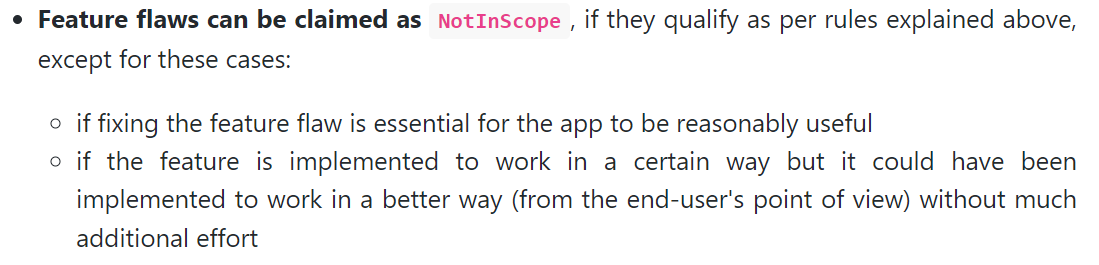 • Feature flaws can be claimed as NotInScope, if they qualify as per rules explained above,
except for these cases:
◦ if fixing the feature flaw is essential for the app to be reasonably useful
◦ if the feature is implemented to work in a certain way but it could have been
implemented to work in a better way (from the end-user's point of view) without much
additional effort